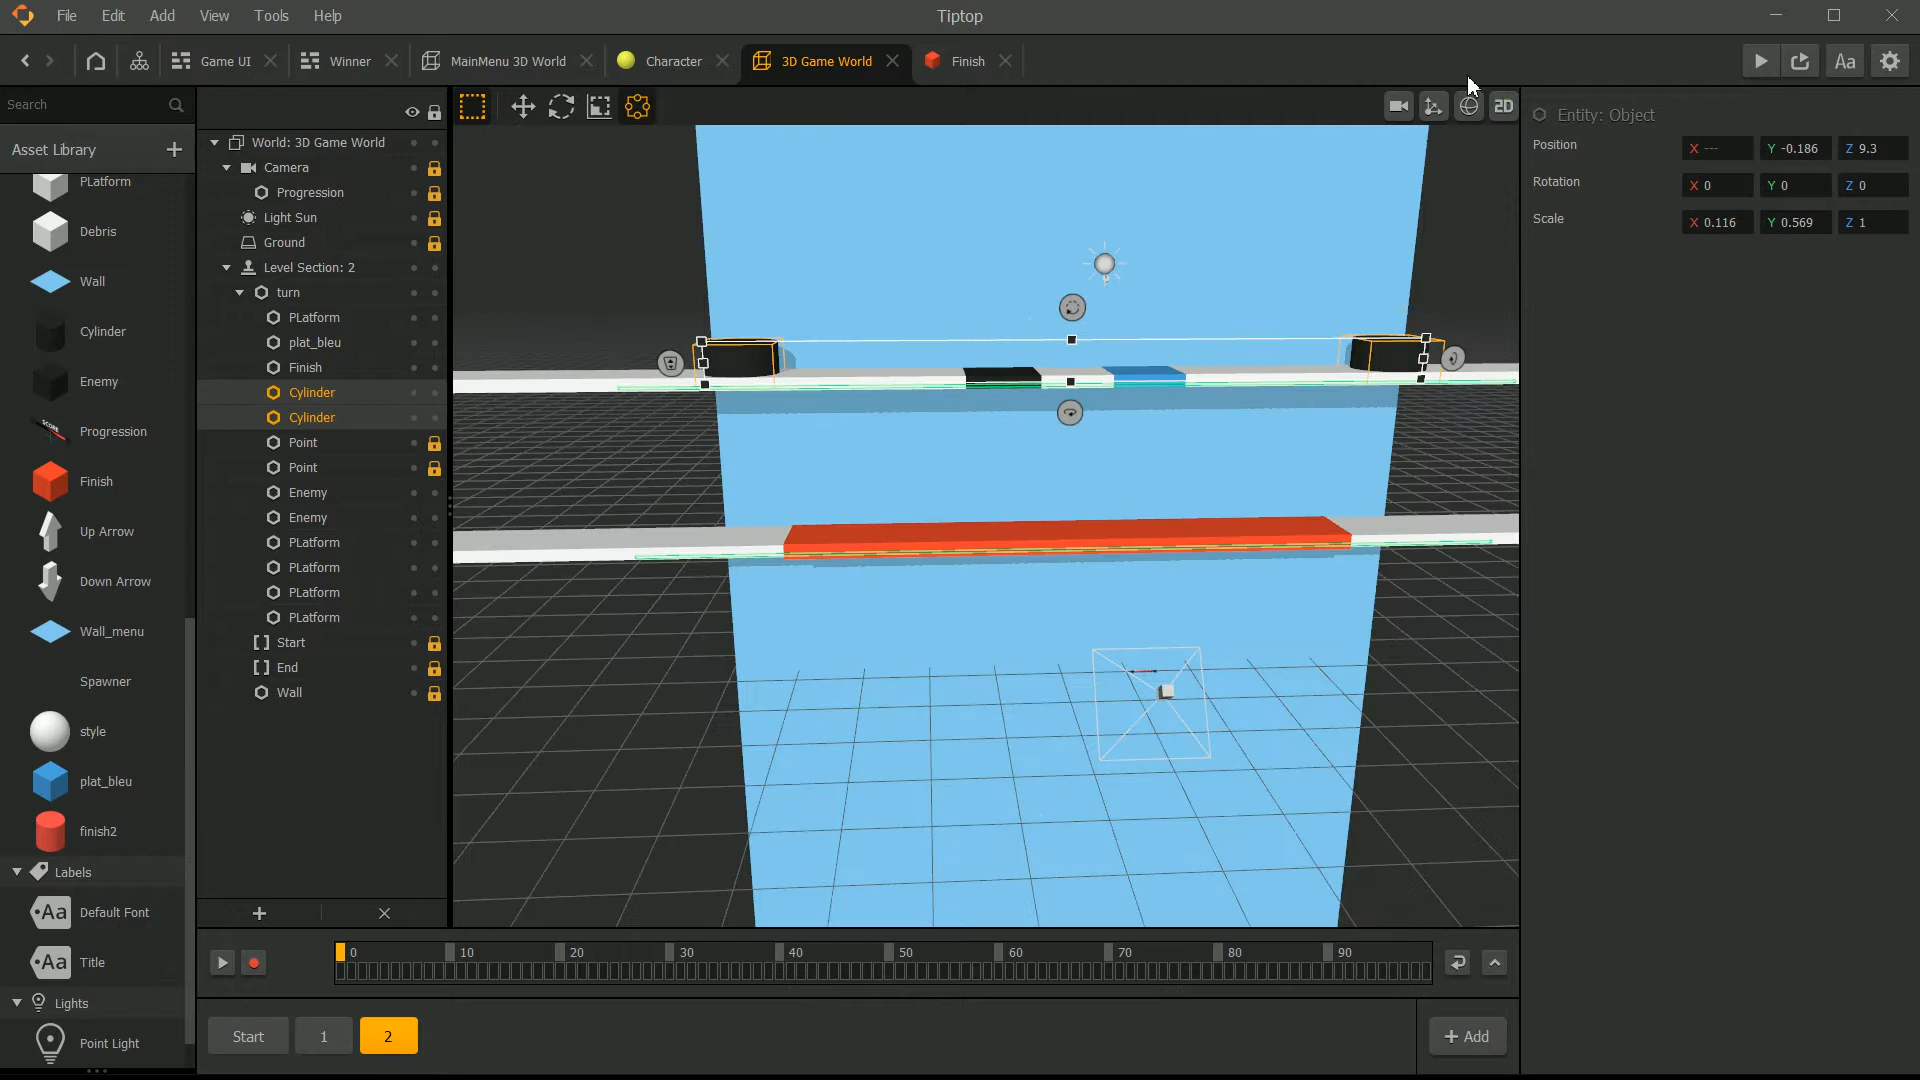 File Edit Add View Tools Help
Tiptop
Game UI
Winner
MainMenu 3D World
Character
3D Game World
Finish
Aa
Search
Asset Library
PLatform
Debris
Wall
Cylinder
Enemy
SCORE
Progression
Finish
Up Arrow
Down Arrow
Wall_menu
Spawner
style
plat_bleu
finish2
Labels
Aa Default Font
Aa Title
Lights
Point Light
World: 3D Game World
Camera
Progression
Light Sun
Ground
Level Section: 2
turn
PLatform
plat_bleu
Finish
Cylinder
Cylinder
Point
Point
Enemy
Enemy
PLatform
PLatform
PLatform
PLatform
Start
End
Wall
2D
Entity: Object
Position X --- Y -0.186 Z 9.3
Rotation X 0 Y 0 Z 0
Scale X 0.116 Y 0.569 Z 1
0 10 20 30 40 50 60 70 80 90
Start 1 2
+ Add